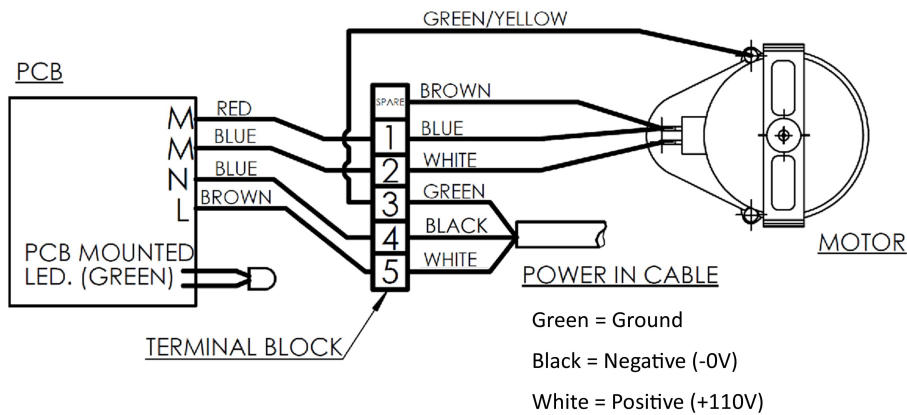 GREEN/YELLOW
PCB
SPARE
BROWN
M
RED
1
BLUE
M
BLUE
2
WHITE
N
BLUE
3
GREEN
L
BROWN
4
BLACK
5
WHITE
PCB MOUNTED
LED. (GREEN)
MOTOR
POWER IN CABLE
TERMINAL BLOCK
Green = Ground
Black = Negative (-0V)
White = Positive (+110V)